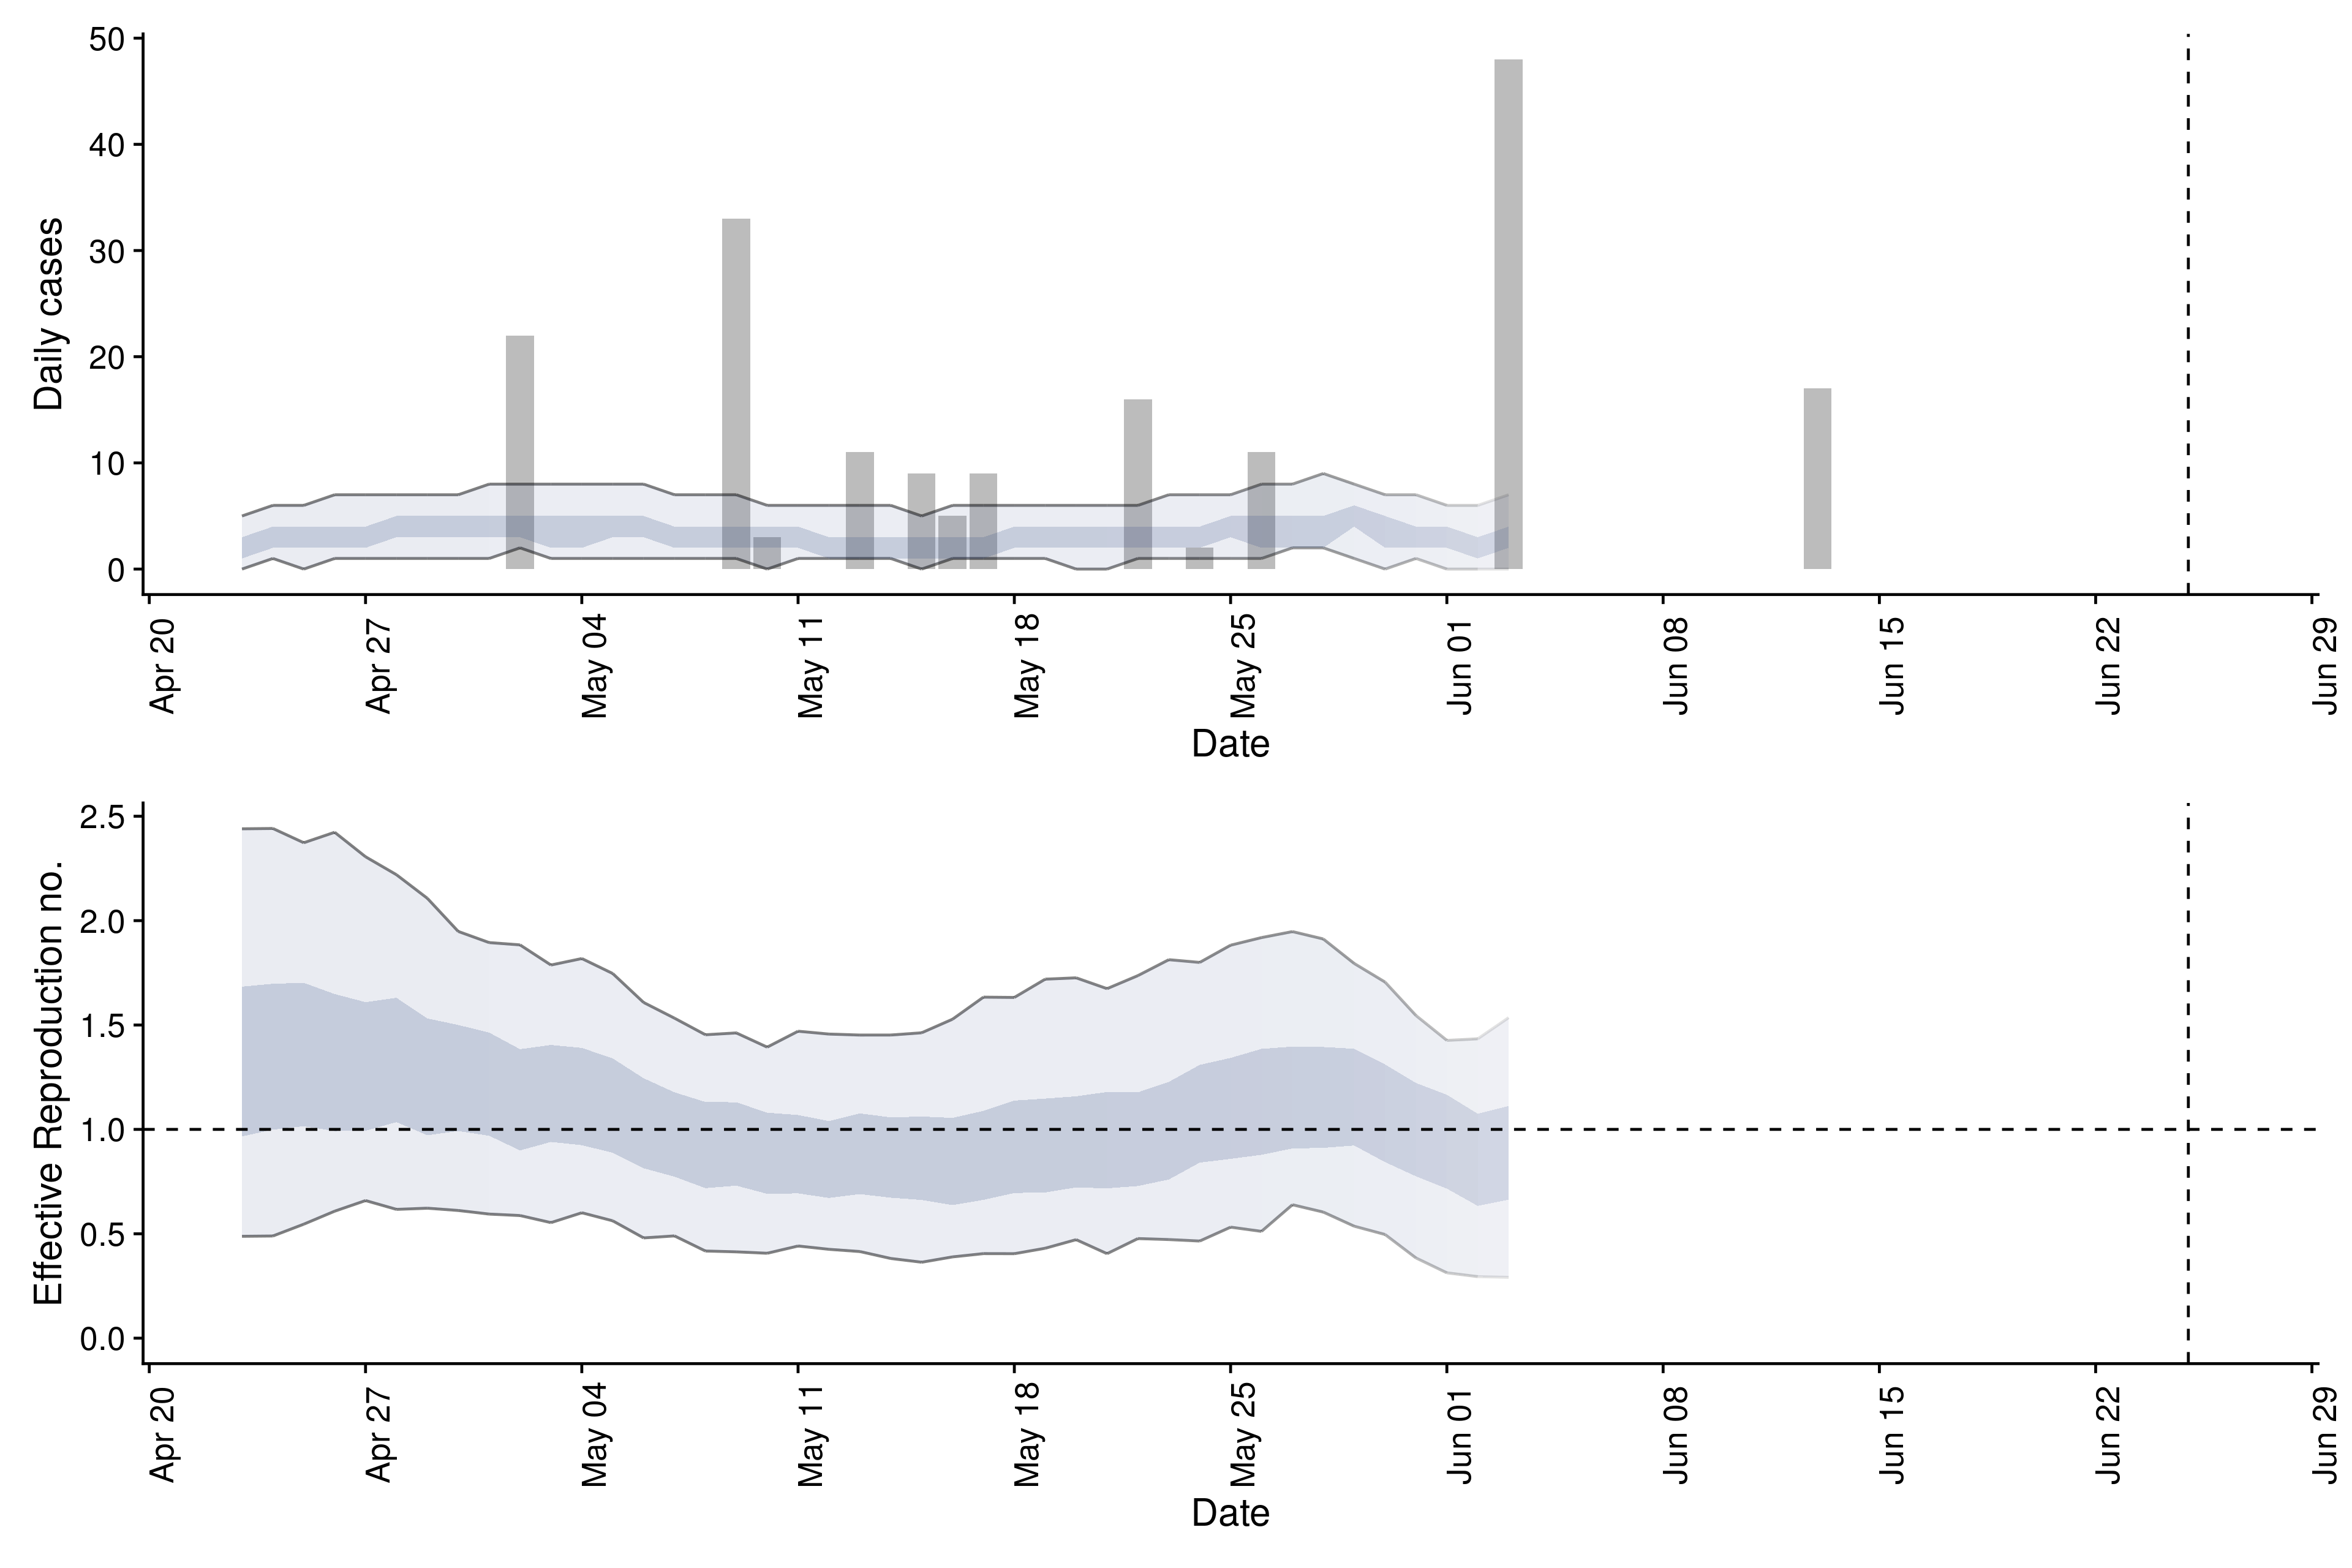 50
40
30
20
10
0
Daily cases
Apr 20
Apr 27
May 04
May 11
May 18
May 25
Jun 01
Jun 08
Jun 15
Jun 22
Jun 29
Date
2.5
2.0
1.5
1.0
0.5
0.0
Effective Reproduction no.
Apr 20
Apr 27
May 04
May 11
May 18
May 25
Jun 01
Jun 08
Jun 15
Jun 22
Jun 29
Date